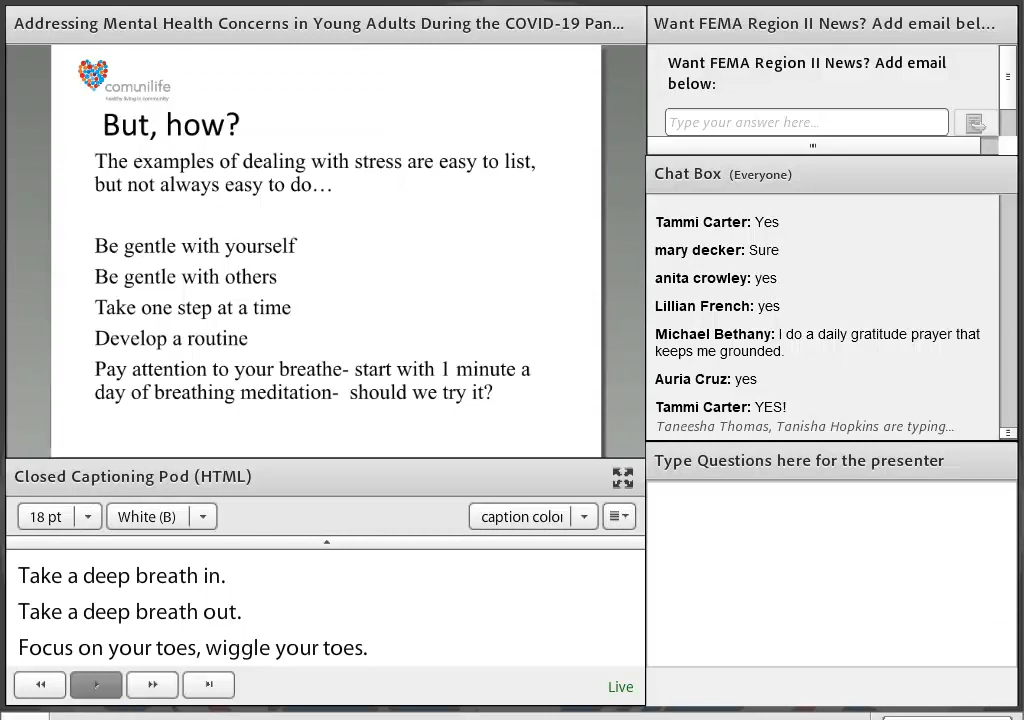 Addressing Mental Health Concerns in Young Adults During the COVID-19 Pan...
comunilife
healthy living in community
But, how?
The examples of dealing with stress are easy to list,
but not always easy to do…
Be gentle with yourself
Be gentle with others
Take one step at a time
Develop a routine
Pay attention to your breathe- start with 1 minute a
day of breathing meditation- should we try it?
Closed Captioning Pod (HTML)
18 pt
White (B)
caption color
Take a deep breath in.
Take a deep breath out.
Focus on your toes, wiggle your toes.
Live
Want FEMA Region II News? Add email bel...
Want FEMA Region II News? Add email
below:
Type your answer here...
Chat Box (Everyone)
Tammi Carter: Yes
mary decker: Sure
anita crowley: yes
Lillian French: yes
Michael Bethany: I do a daily gratitude prayer that
keeps me grounded.
Auria Cruz: yes
Tammi Carter: YES!
Taneesha Thomas, Tanisha Hopkins are typing...
Type Questions here for the presenter